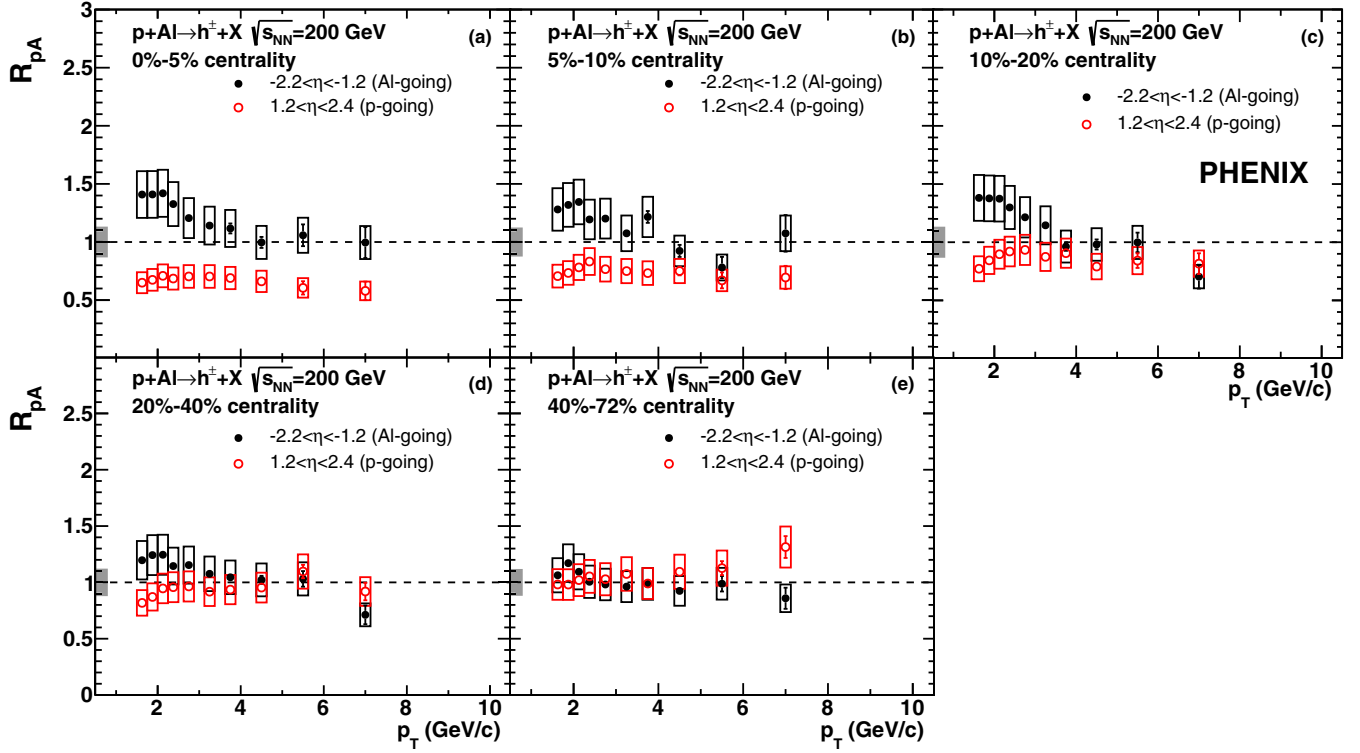 R_pA
3
2.5
2
1.5
1
0.5
p+Al→h±+X √s_NN=200 GeV (a)
0%-5% centrality
-2.2<η<-1.2 (Al-going)
1.2<η<2.4 (p-going)
p+Al→h±+X √s_NN=200 GeV (b)
5%-10% centrality
-2.2<η<-1.2 (Al-going)
1.2<η<2.4 (p-going)
p+Al→h±+X √s_NN=200 GeV (c)
10%-20% centrality
-2.2<η<-1.2 (Al-going)
1.2<η<2.4 (p-going)
PHENIX
2 4 6 8 10
p_T (GeV/c)
R_pA
2.5
2
1.5
1
0.5
0
p+Al→h±+X √s_NN=200 GeV (d)
20%-40% centrality
-2.2<η<-1.2 (Al-going)
1.2<η<2.4 (p-going)
2 4 6 8 10
p_T (GeV/c)
p+Al→h±+X √s_NN=200 GeV (e)
40%-72% centrality
-2.2<η<-1.2 (Al-going)
1.2<η<2.4 (p-going)
2 4 6 8 10
p_T (GeV/c)